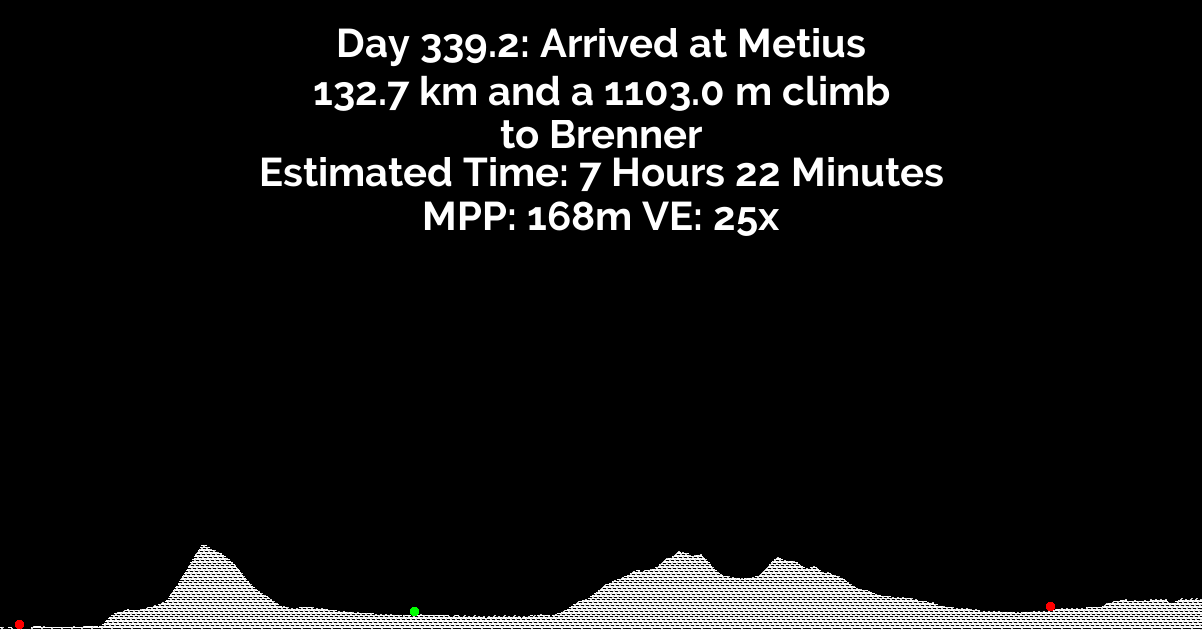 Day 339.2: Arrived at Metius
132.7 km and a 1103.0 m climb
to Brenner
Estimated Time: 7 Hours 22 Minutes
MPP: 168m VE: 25x